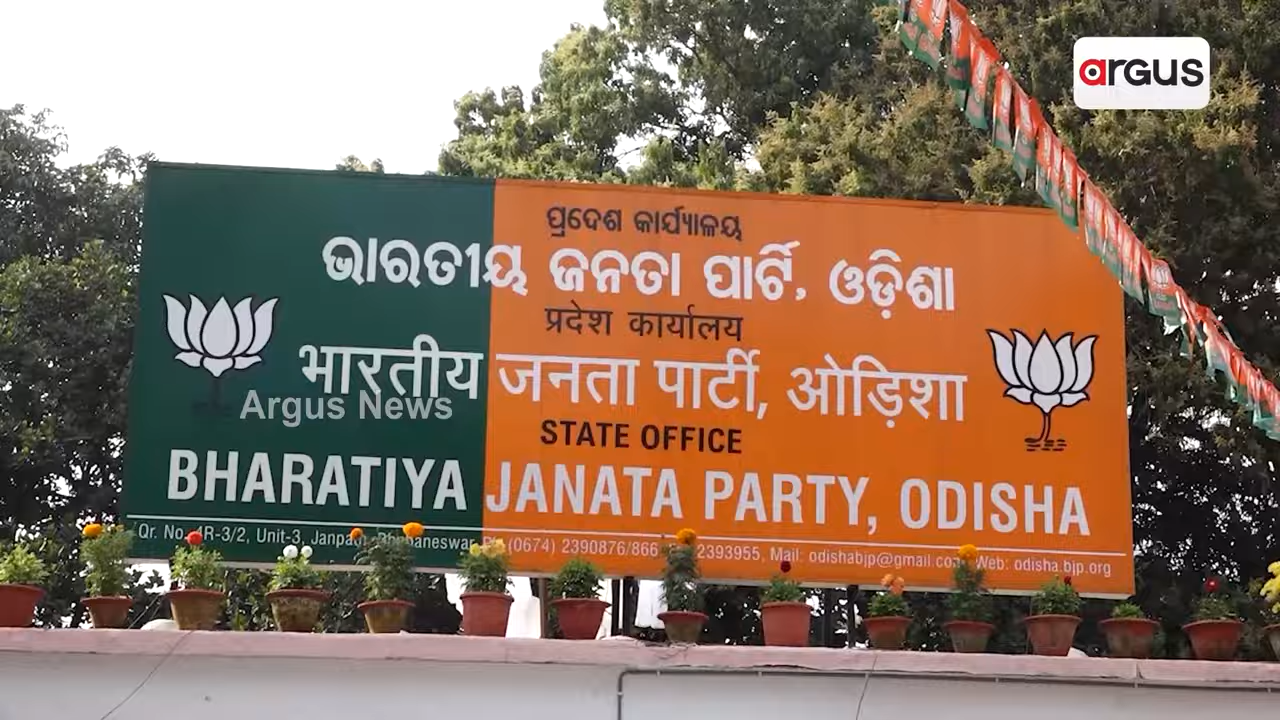 argus
ପ୍ରଦେଶ କାର୍ଯ୍ୟାଳୟ
ଭାରତୀୟ ଜନତା ପାର୍ଟି, ଓଡ଼ିଶା
प्रदेश कार्यालय
भारतीय जनता पार्टी, ओड़िशा
Argus News
STATE OFFICE
BHARATIYA JANATA PARTY, ODISHA
Qr. No. 4R-3/2, Unit-3, Bhubaneswar, (0674) 2390876/866 2393955, Mail: odishabjp@gmail.com Web: odisha.bjp.org